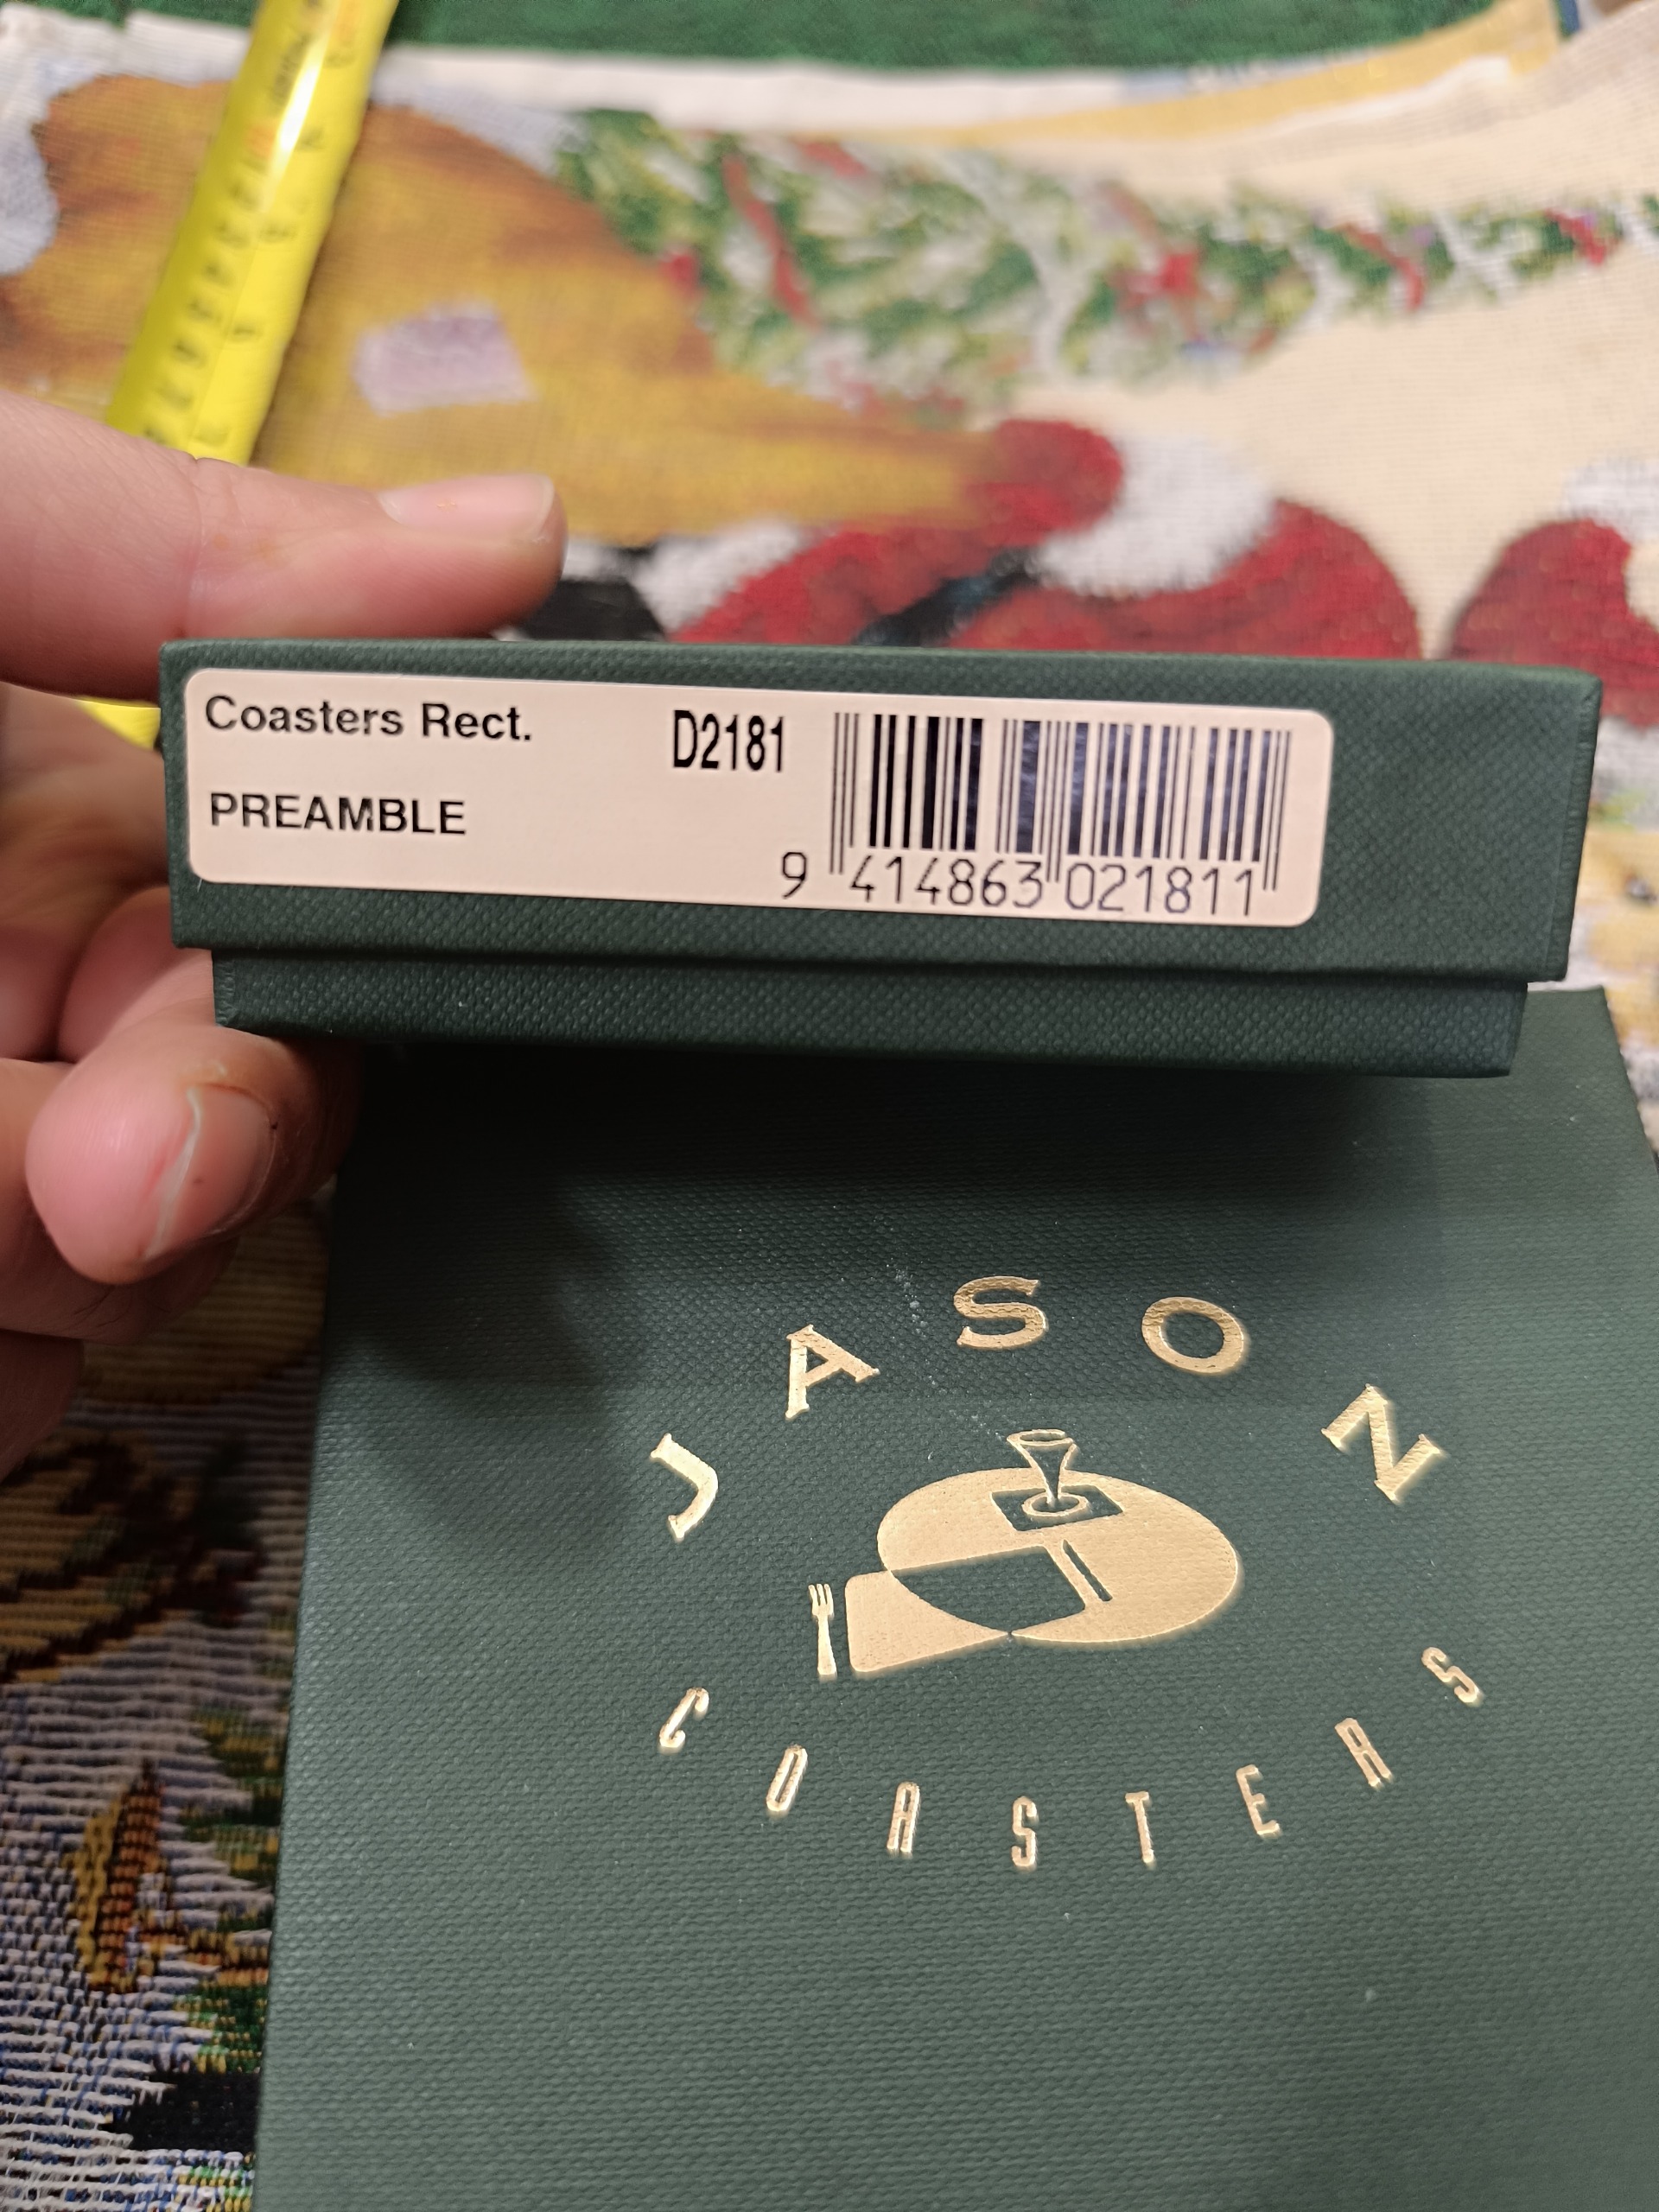 Coasters Rect.
D2181
PREAMBLE
9 414863 021811
JASON
COASTERS